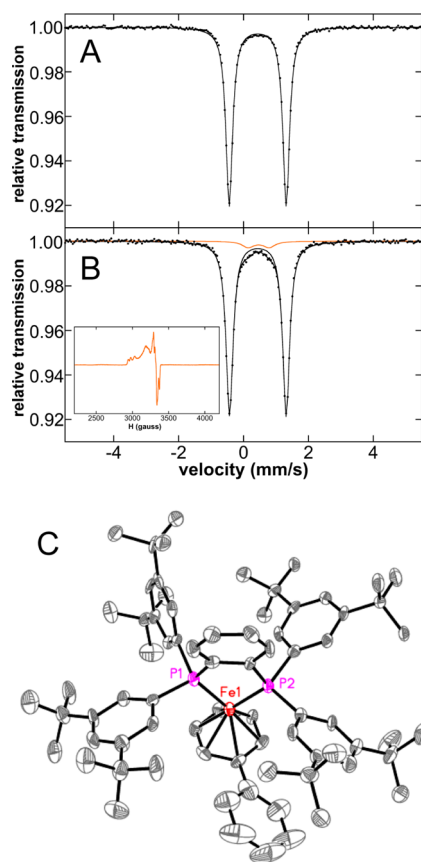 1.00
0.98
0.96
0.94
0.92
relative transmission
A
1.00
0.98
0.96
0.94
0.92
relative transmission
B
2500 3000 3500 4000
H (gauss)
-4 -2 0 2 4
velocity (mm/s)
C
P1
Fe1
P2